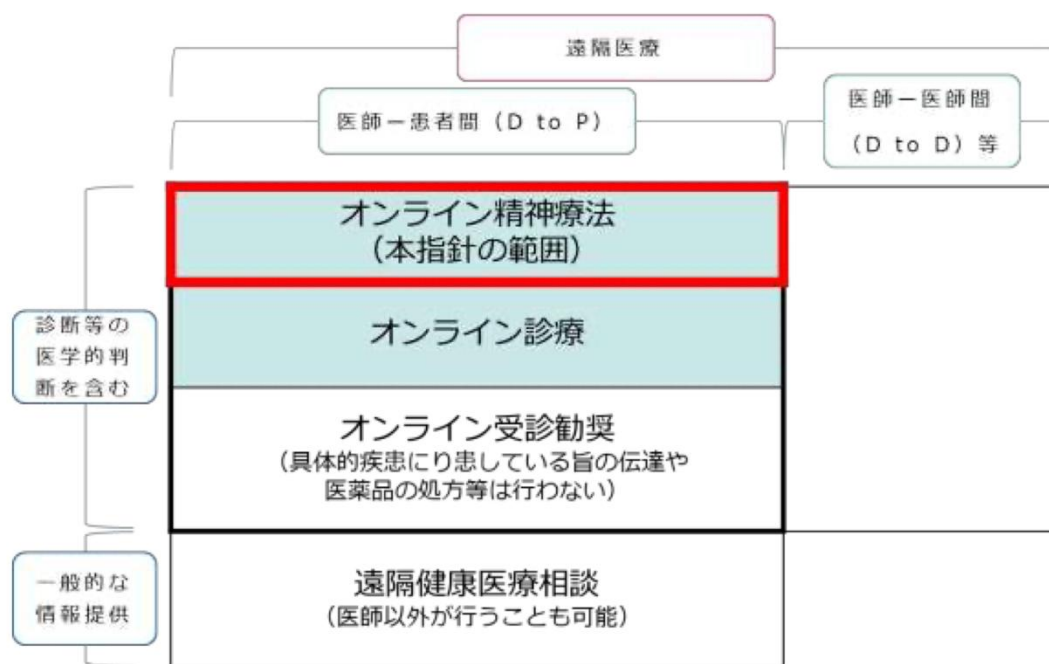 遠隔医療
医師ー患者間（D to P）
医師ー医師間
（D to D）等
オンライン精神療法
（本指針の範囲）
オンライン診療
診断等の
医学的判
断を含む
オンライン受診勧奨
（具体的疾患にり患している旨の伝達や
医薬品の処方等は行わない）
一般的な
情報提供
遠隔健康医療相談
（医師以外が行うことも可能）